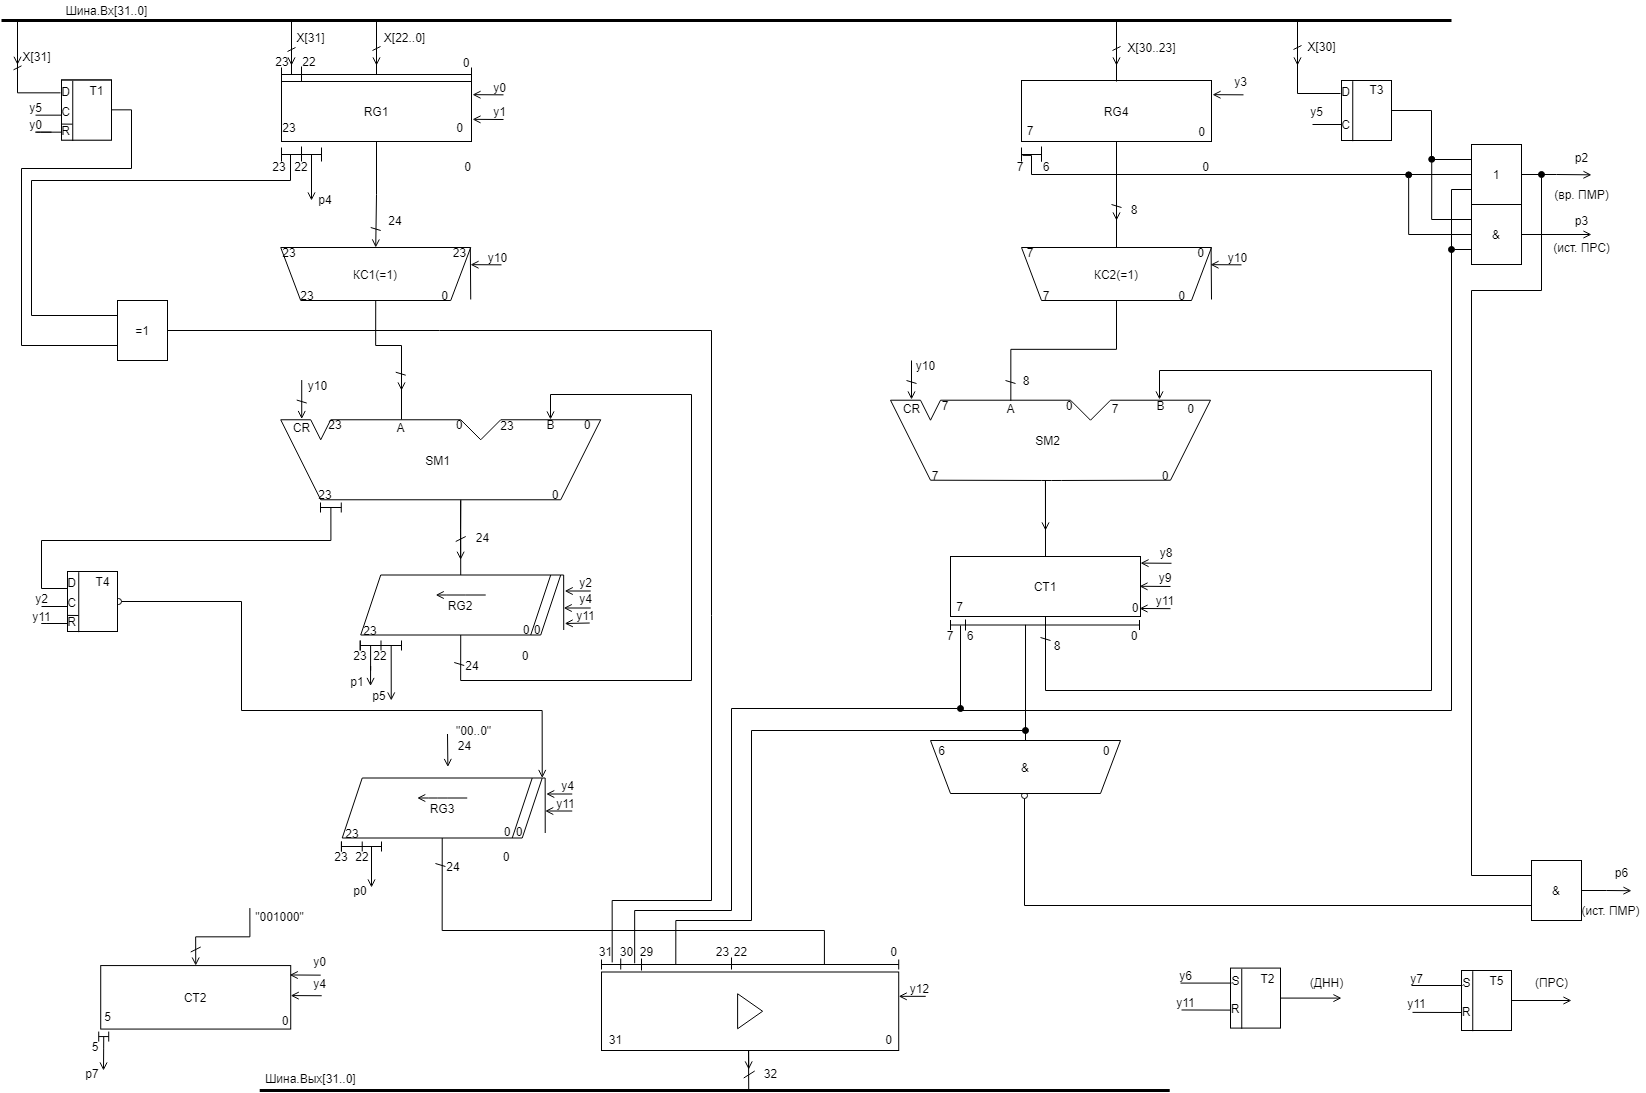 Шина.Вх[31..0]
X[31]
X[31]
X[22..0]
X[30..23]
X[30]
23 22 0
D T1
y5 C
y0 R
RG1
23 0
y0
y1
23 22 0
p4
24
RG4
7 0
y3
7 6 0
8
D T3
y5 C
1
&
p2
(вр. ПМР)
p3
(ист. ПРС)
23 23
КС1(=1)
23 0
y10
7 0
КС2(=1)
7 0
y10
=1
y10
CR 23 A 0 23 B 0
SM1
23 0
y10
8
CR 7 A 0 7 B 0
SM2
7 0
24
D T4
y2 C
y11 R
RG2
23 0 0
y2
y4
y11
23 22 0
p1
p5
24
CT1
7 0
y8
y9
y11
7 6 0
8
"00..0"
24
RG3
23 0 0
y4
y11
23 22 0
p0
24
6 0
&
&
p6
(ист. ПМР)
"001000"
CT2
5 0
y0
y4
5
p7
31 30 29 23 22 0
31 0
y12
32
y6 S T2
y11 R
(ДНН)
y7 S T5
y11 R
(ПРС)
Шина.Вых[31..0]